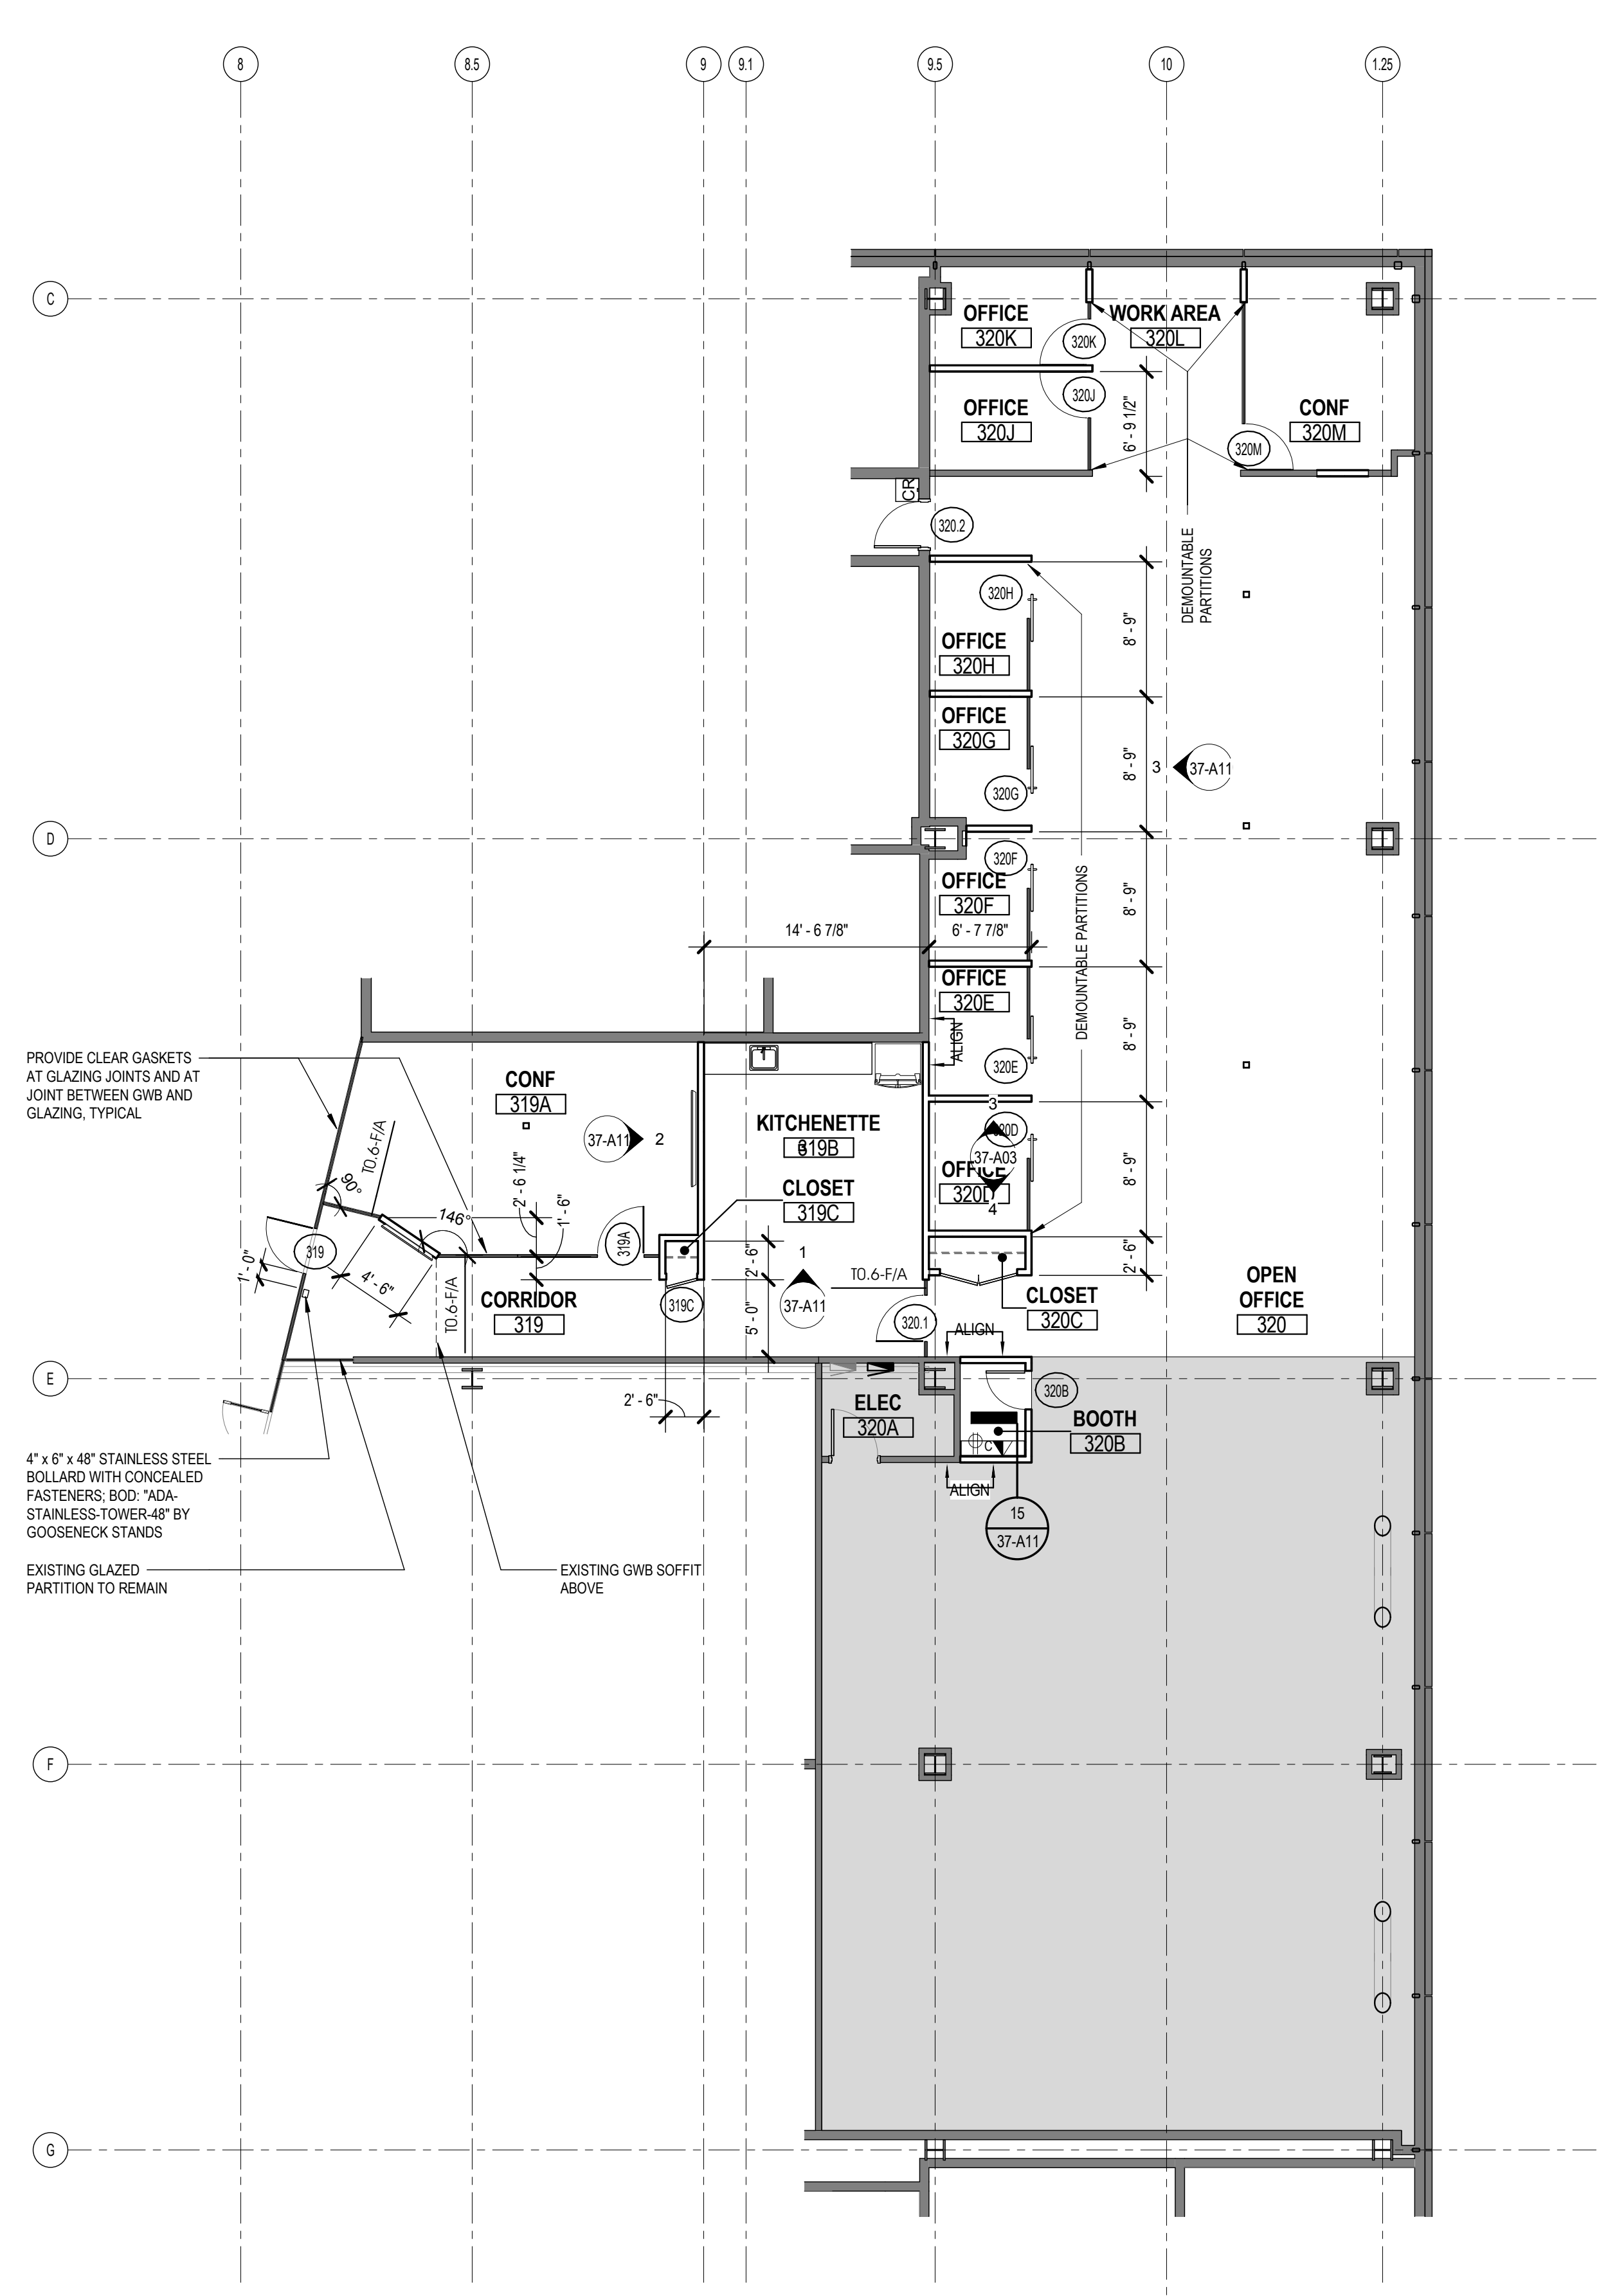 8
8.5
9
9.1
9.5
10
1.25
C
OFFICE
320K
320K
WORK AREA
320L
320J
OFFICE
320J
6' - 9 1/2"
CONF
320M
320M
CR
320.2
DEMOUNTABLE
PARTITIONS
320H
OFFICE
320H
8' - 9"
OFFICE
320G
320G
8' - 9"
3
37-A11
D
320F
OFFICE
320F
8' - 9"
DEMOUNTABLE PARTITIONS
14' - 6 7/8"
6' - 7 7/8"
OFFICE
320E
ALIGN
320E
8' - 9"
PROVIDE CLEAR GASKETS
AT GLAZING JOINTS AND AT
JOINT BETWEEN GWB AND
GLAZING, TYPICAL
CONF
319A
37-A11
2
KITCHENETTE
319B
3
320D
37-A03
OFFICE
320D
4
8' - 9"
T0.6-F/A
90°
146°
2' - 6 1/4"
1' - 6"
CLOSET
319C
319
319A
1' - 0"
4' - 6"
T0.6-F/A
2' - 6"
1
37-A11
T0.6-F/A
2' - 6"
CORRIDOR
319
319C
5' - 0"
320.1
CLOSET
320C
OPEN
OFFICE
320
ALIGN
E
2' - 6"
ELEC
320A
320B
BOOTH
320B
C
ALIGN
15
37-A11
4" x 6" x 48" STAINLESS STEEL
BOLLARD WITH CONCEALED
FASTENERS; BOD: "ADA-
STAINLESS-TOWER-48" BY
GOOSENECK STANDS
EXISTING GLAZED
PARTITION TO REMAIN
EXISTING GWB SOFFIT
ABOVE
F
G